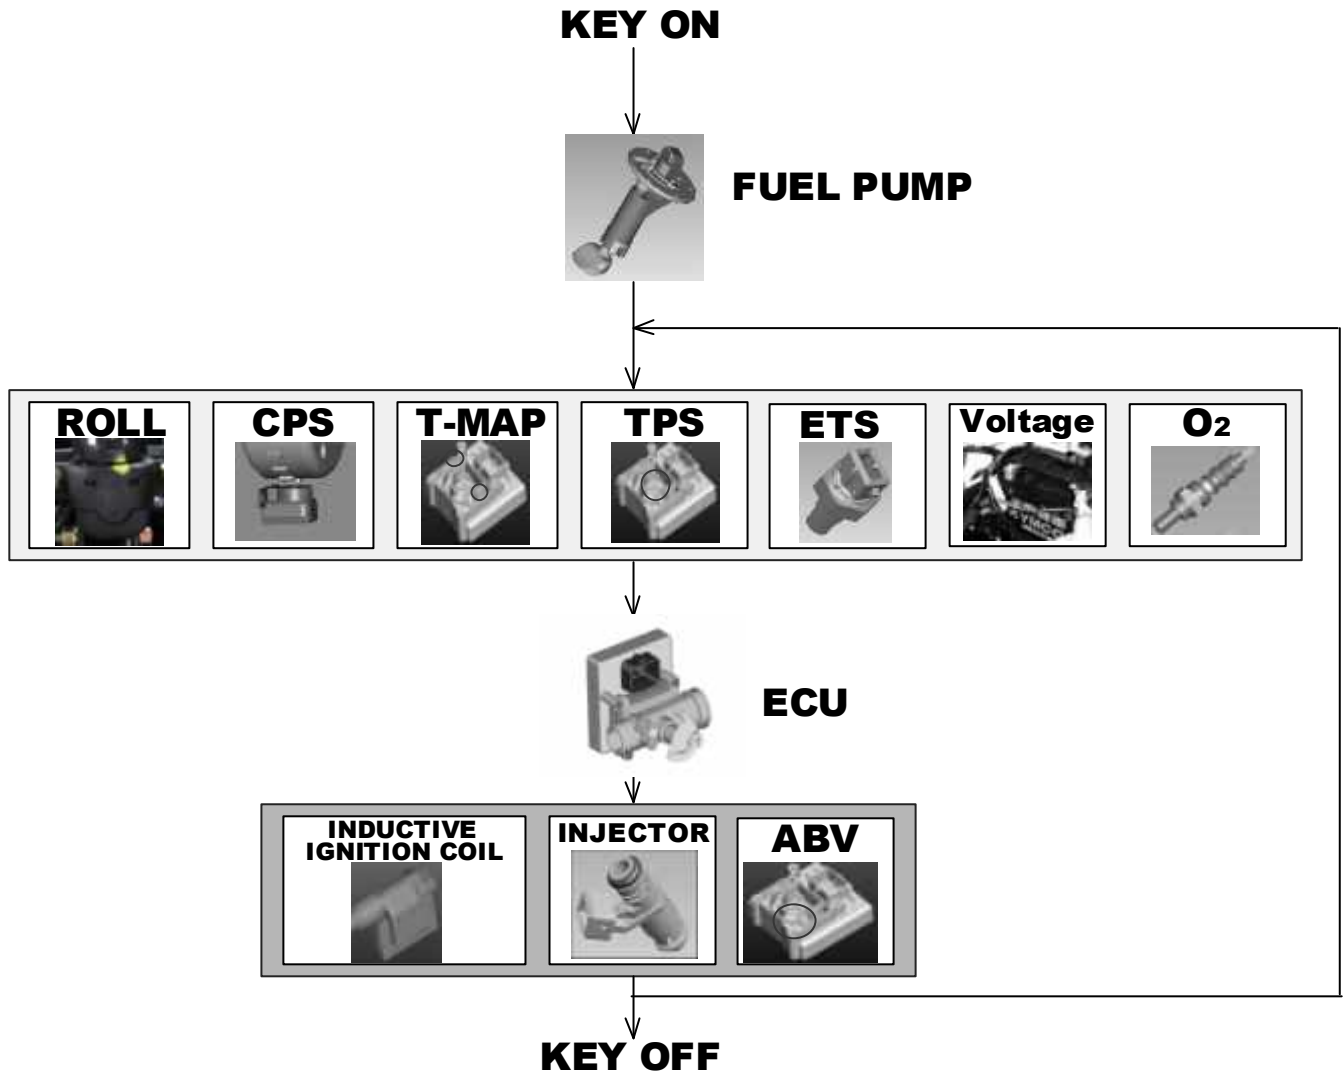 KEY ON
FUEL PUMP
ROLL
CPS
T-MAP
TPS
ETS
Voltage
O2
ECU
INDUCTIVE
IGNITION COIL
INJECTOR
ABV
KEY OFF